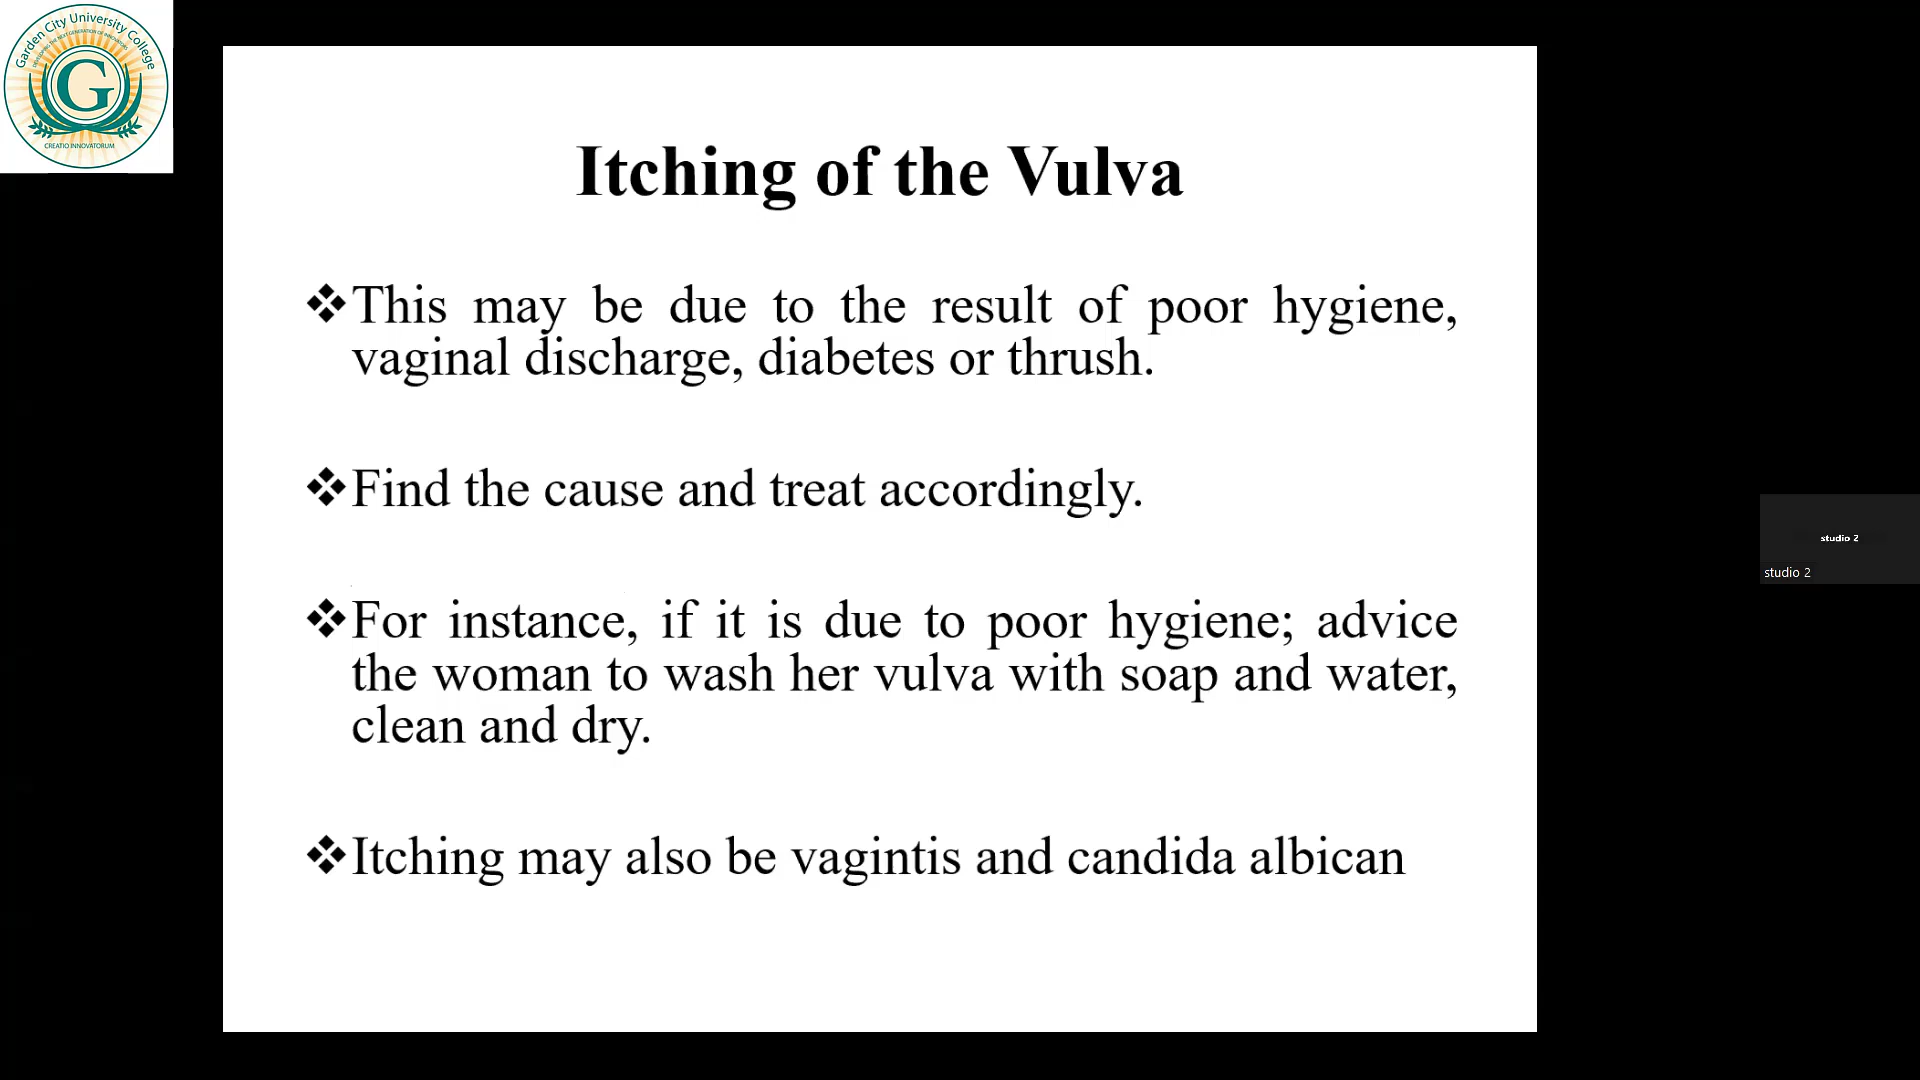 Garden City University College
G
CREATIO INNOVATORUM
Itching of the Vulva
❖This may be due to the result of poor hygiene,
vaginal discharge, diabetes or thrush.
❖Find the cause and treat accordingly.
❖For instance, if it is due to poor hygiene; advice
the woman to wash her vulva with soap and water,
clean and dry.
❖Itching may also be vagintis and candida albican
studio 2
studio 2